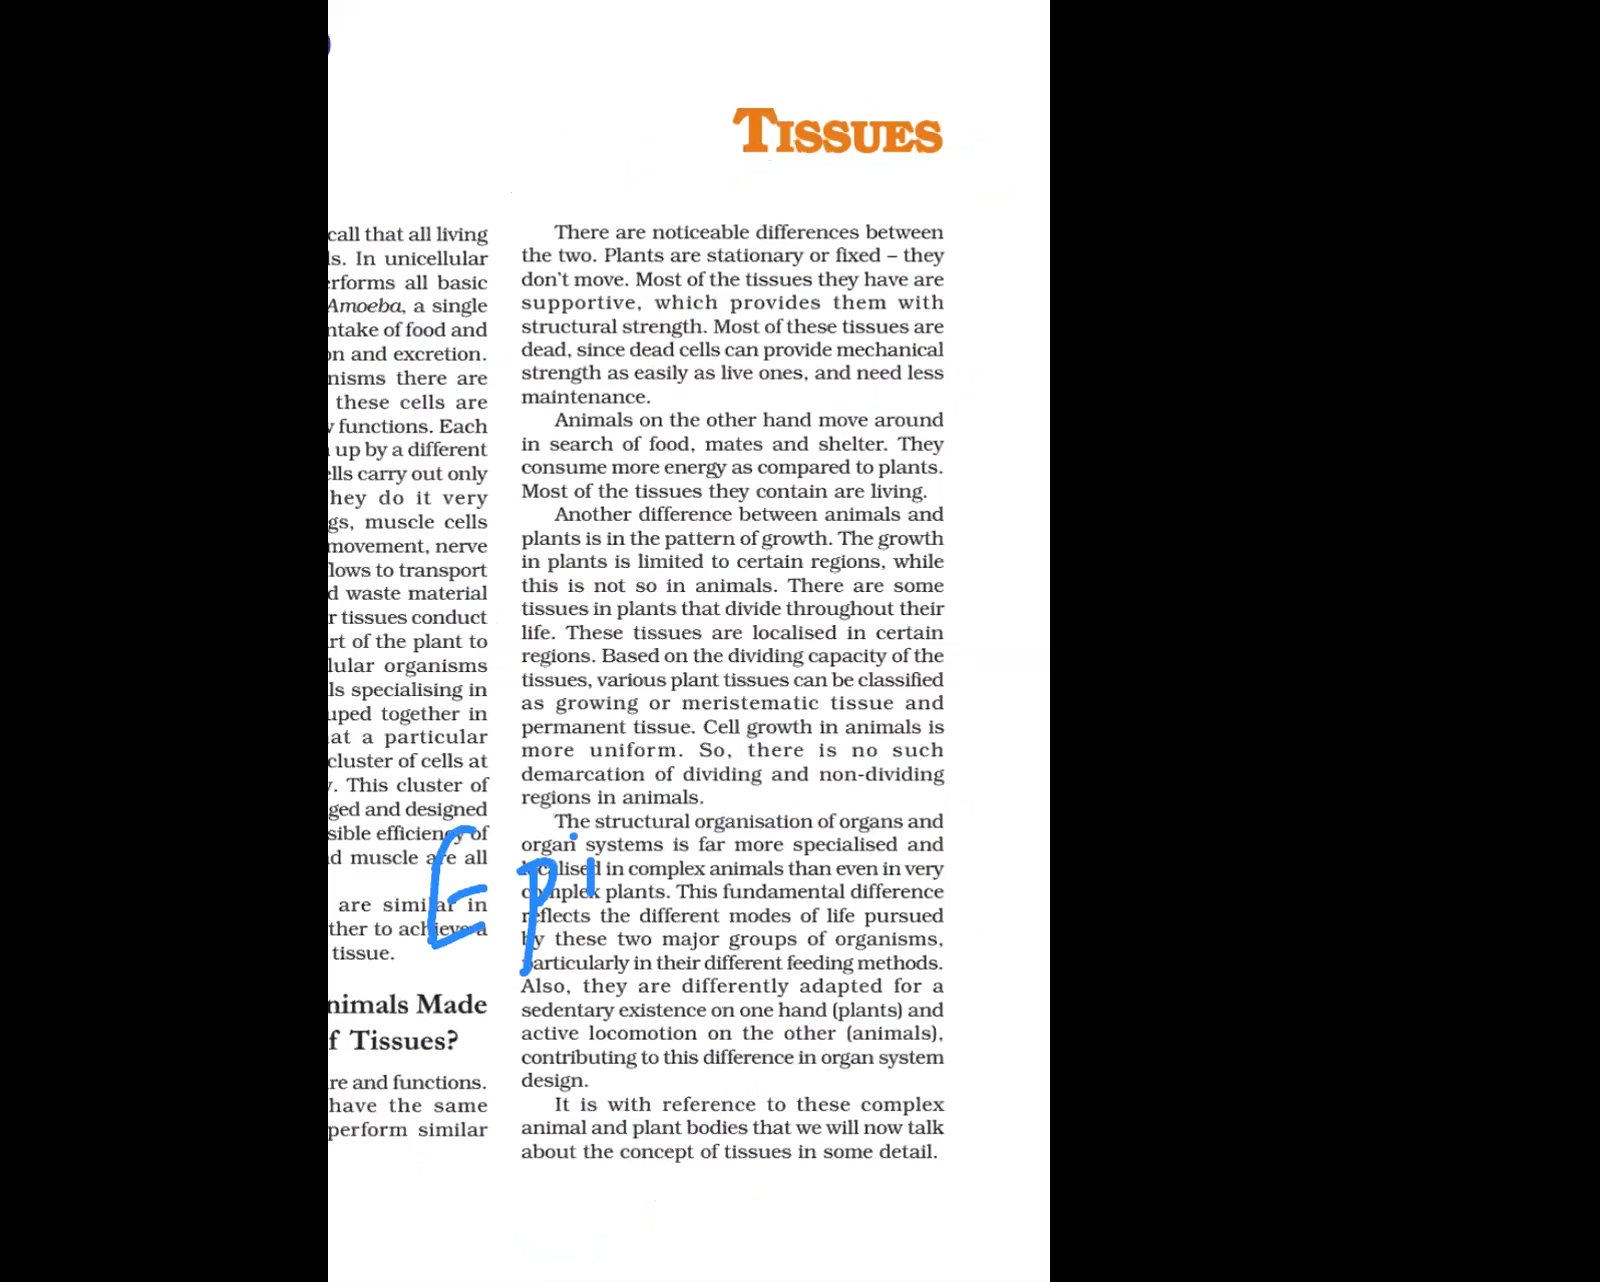 TISSUES
call that all living
s. In unicellular
rforms all basic
Amoeba, a single
ntake of food and
on and excretion.
nisms there are
these cells are
functions. Each
up by a different
lls carry out only
hey do it very
gs, muscle cells
movement, nerve
lows to transport
d waste material
r tissues conduct
rt of the plant to
lular organisms
ls specialising in
uped together in
at a particular
cluster of cells at
. This cluster of
ged and designed
sible efficiency of
d muscle are all
are similar in
ther to achieve a
tissue.
nimals Made
f Tissues?
re and functions.
have the same
perform similar
There are noticeable differences between
the two. Plants are stationary or fixed – they
don't move. Most of the tissues they have are
supportive, which provides them with
structural strength. Most of these tissues are
dead, since dead cells can provide mechanical
strength as easily as live ones, and need less
maintenance.
Animals on the other hand move around
in search of food, mates and shelter. They
consume more energy as compared to plants.
Most of the tissues they contain are living.
Another difference between animals and
plants is in the pattern of growth. The growth
in plants is limited to certain regions, while
this is not so in animals. There are some
tissues in plants that divide throughout their
life. These tissues are localised in certain
regions. Based on the dividing capacity of the
tissues, various plant tissues can be classified
as growing or meristematic tissue and
permanent tissue. Cell growth in animals is
more uniform. So, there is no such
demarcation of dividing and non-dividing
regions in animals.
The structural organisation of organs and
organ systems is far more specialised and
localised in complex animals than even in very
complex plants. This fundamental difference
reflects the different modes of life pursued
by these two major groups of organisms,
particularly in their different feeding methods.
Also, they are differently adapted for a
sedentary existence on one hand (plants) and
active locomotion on the other (animals),
contributing to this difference in organ system
design.
It is with reference to these complex
animal and plant bodies that we will now talk
about the concept of tissues in some detail.
Epi